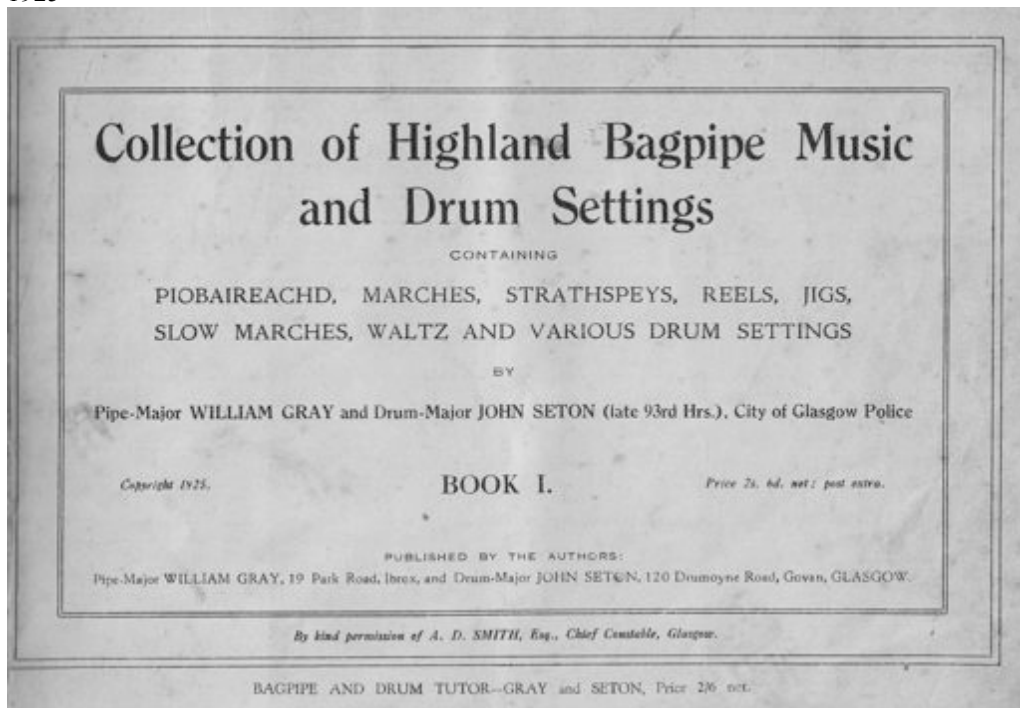 Collection of Highland Bagpipe Music
and Drum Settings
CONTAINING
PIOBAIREACHD, MARCHES, STRATHSPEYS, REELS, JIGS,
SLOW MARCHES, WALTZ AND VARIOUS DRUM SETTINGS
BY
Pipe-Major WILLIAM GRAY and Drum-Major JOHN SETON (late 93rd Hrs.), City of Glasgow Police
Copyright 1925.
BOOK I.
Price 2s. 6d. net; post extra.
PUBLISHED BY THE AUTHORS:
Pipe-Major WILLIAM GRAY, 19 Park Road, Ibrox, and Drum-Major JOHN SETON, 120 Drumoyne Road, Govan, GLASGOW.
By kind permission of A. D. SMITH, Esq., Chief Constable, Glasgow.
BAGPIPE AND DRUM TUTOR—GRAY and SETON, Price 2/6 net.